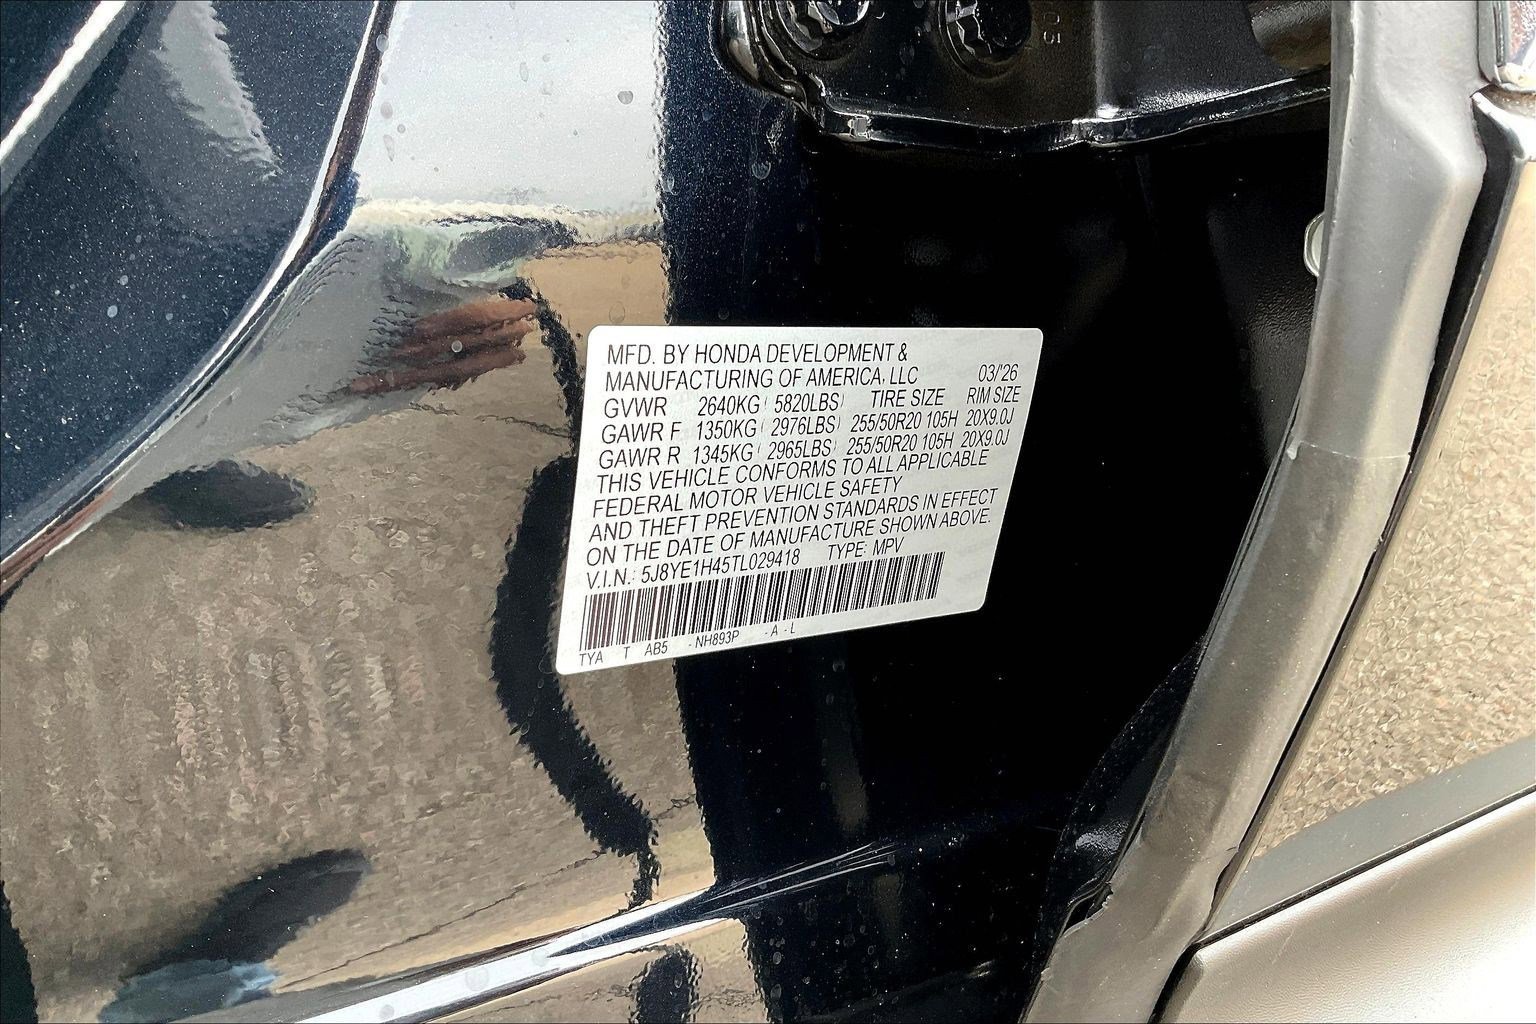 MFD. BY HONDA DEVELOPMENT &
MANUFACTURING OF AMERICA, LLC 03/'26
GVWR 2640KG ( 5820LBS) TIRE SIZE RIM SIZE
GAWR F 1350KG ( 2976LBS) 255/50R20 105H 20X9.0J
GAWR R 1345KG ( 2965LBS) 255/50R20 105H 20X9.0J
THIS VEHICLE CONFORMS TO ALL APPLICABLE
FEDERAL MOTOR VEHICLE SAFETY
AND THEFT PREVENTION STANDARDS IN EFFECT
ON THE DATE OF MANUFACTURE SHOWN ABOVE.
V.I.N.: 5J8YE1H45TL029418 TYPE: MPV
TYA T AB5 -NH893P -A -L